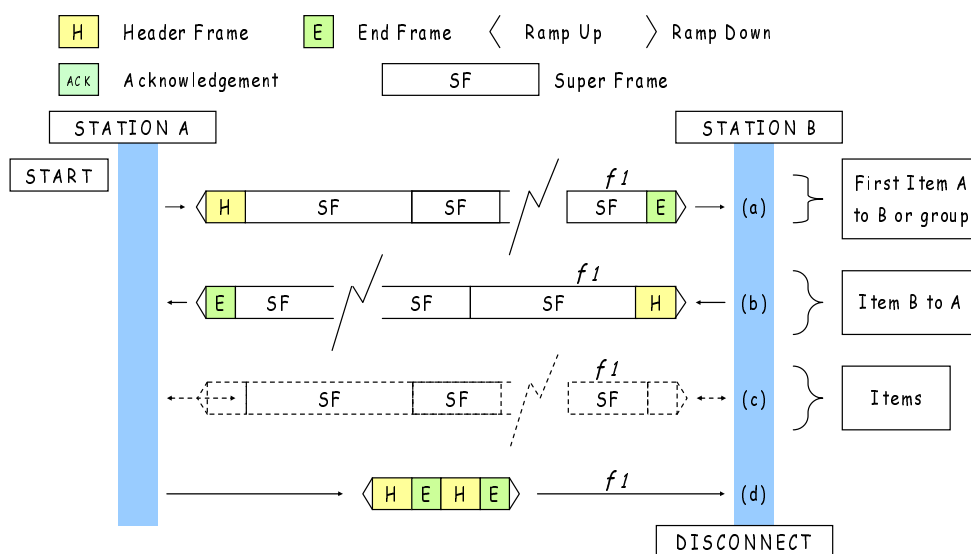 H Header Frame E End Frame Ramp Up Ramp Down
ACK Acknowledgement SF Super Frame
STATION A STATION B
START
f1
H SF SF SF E (a)
First Item A
to B or group
f1
E SF SF SF H (b) Item B to A
f1
SF SF SF (c) Items
H E H E f1 (d)
DISCONNECT